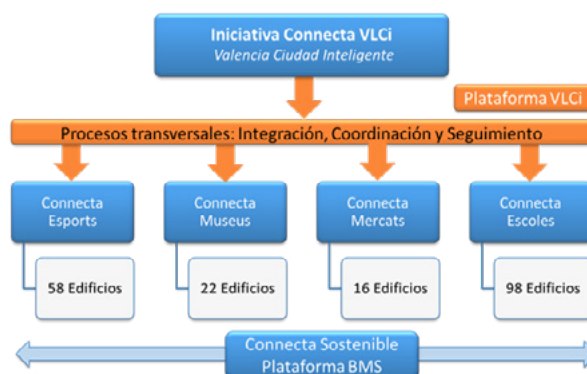 Iniciativa Connecta VLCi
Valencia Ciudad Inteligente
Plataforma VLCi
Procesos transversales: Integración, Coordinación y Seguimiento
Connecta
Esports
Connecta
Museus
Connecta
Mercats
Connecta
Escoles
58 Edificios
22 Edificios
16 Edificios
98 Edificios
Connecta Sostenible
Plataforma BMS